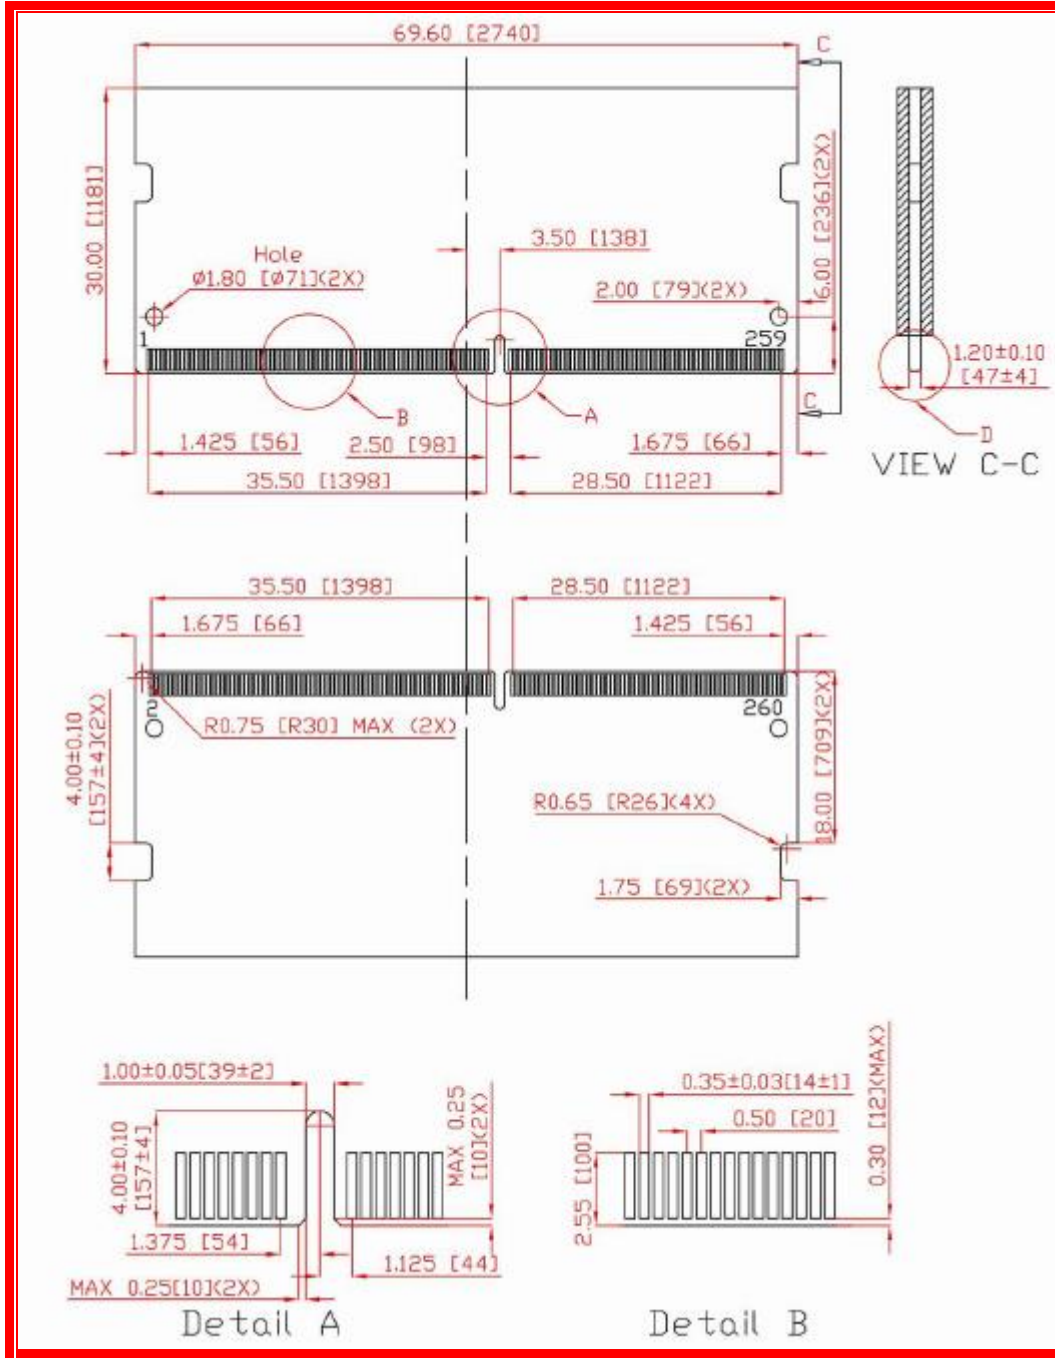 69.60 [2740]
C
30.00 [1181]
6.00 [236](2X)
3.50 [138]
Hole
Ø1.80 [Ø71](2X)
2.00 [79](2X)
1
259
1.20±0.10
[47±4]
B
A
C
D
1.425 [56]
2.50 [98]
1.675 [66]
VIEW C-C
35.50 [1398]
28.50 [1122]
35.50 [1398]
28.50 [1122]
1.675 [66]
1.425 [56]
2
260
R0.75 [R30] MAX (2X)
4.00±0.10
[157±4](2X)
18.00 [709](2X)
R0.65 [R26](4X)
1.75 [69](2X)
1.00±0.05[39±2]
4.00±0.10
[157±4]
MAX 0.25
[10](2X)
0.35±0.03[14±1]
0.50 [20]
0.30 [12](MAX)
2.55 [100]
1.375 [54]
1.125 [44]
MAX 0.25[10](2X)
Detail A
Detail B